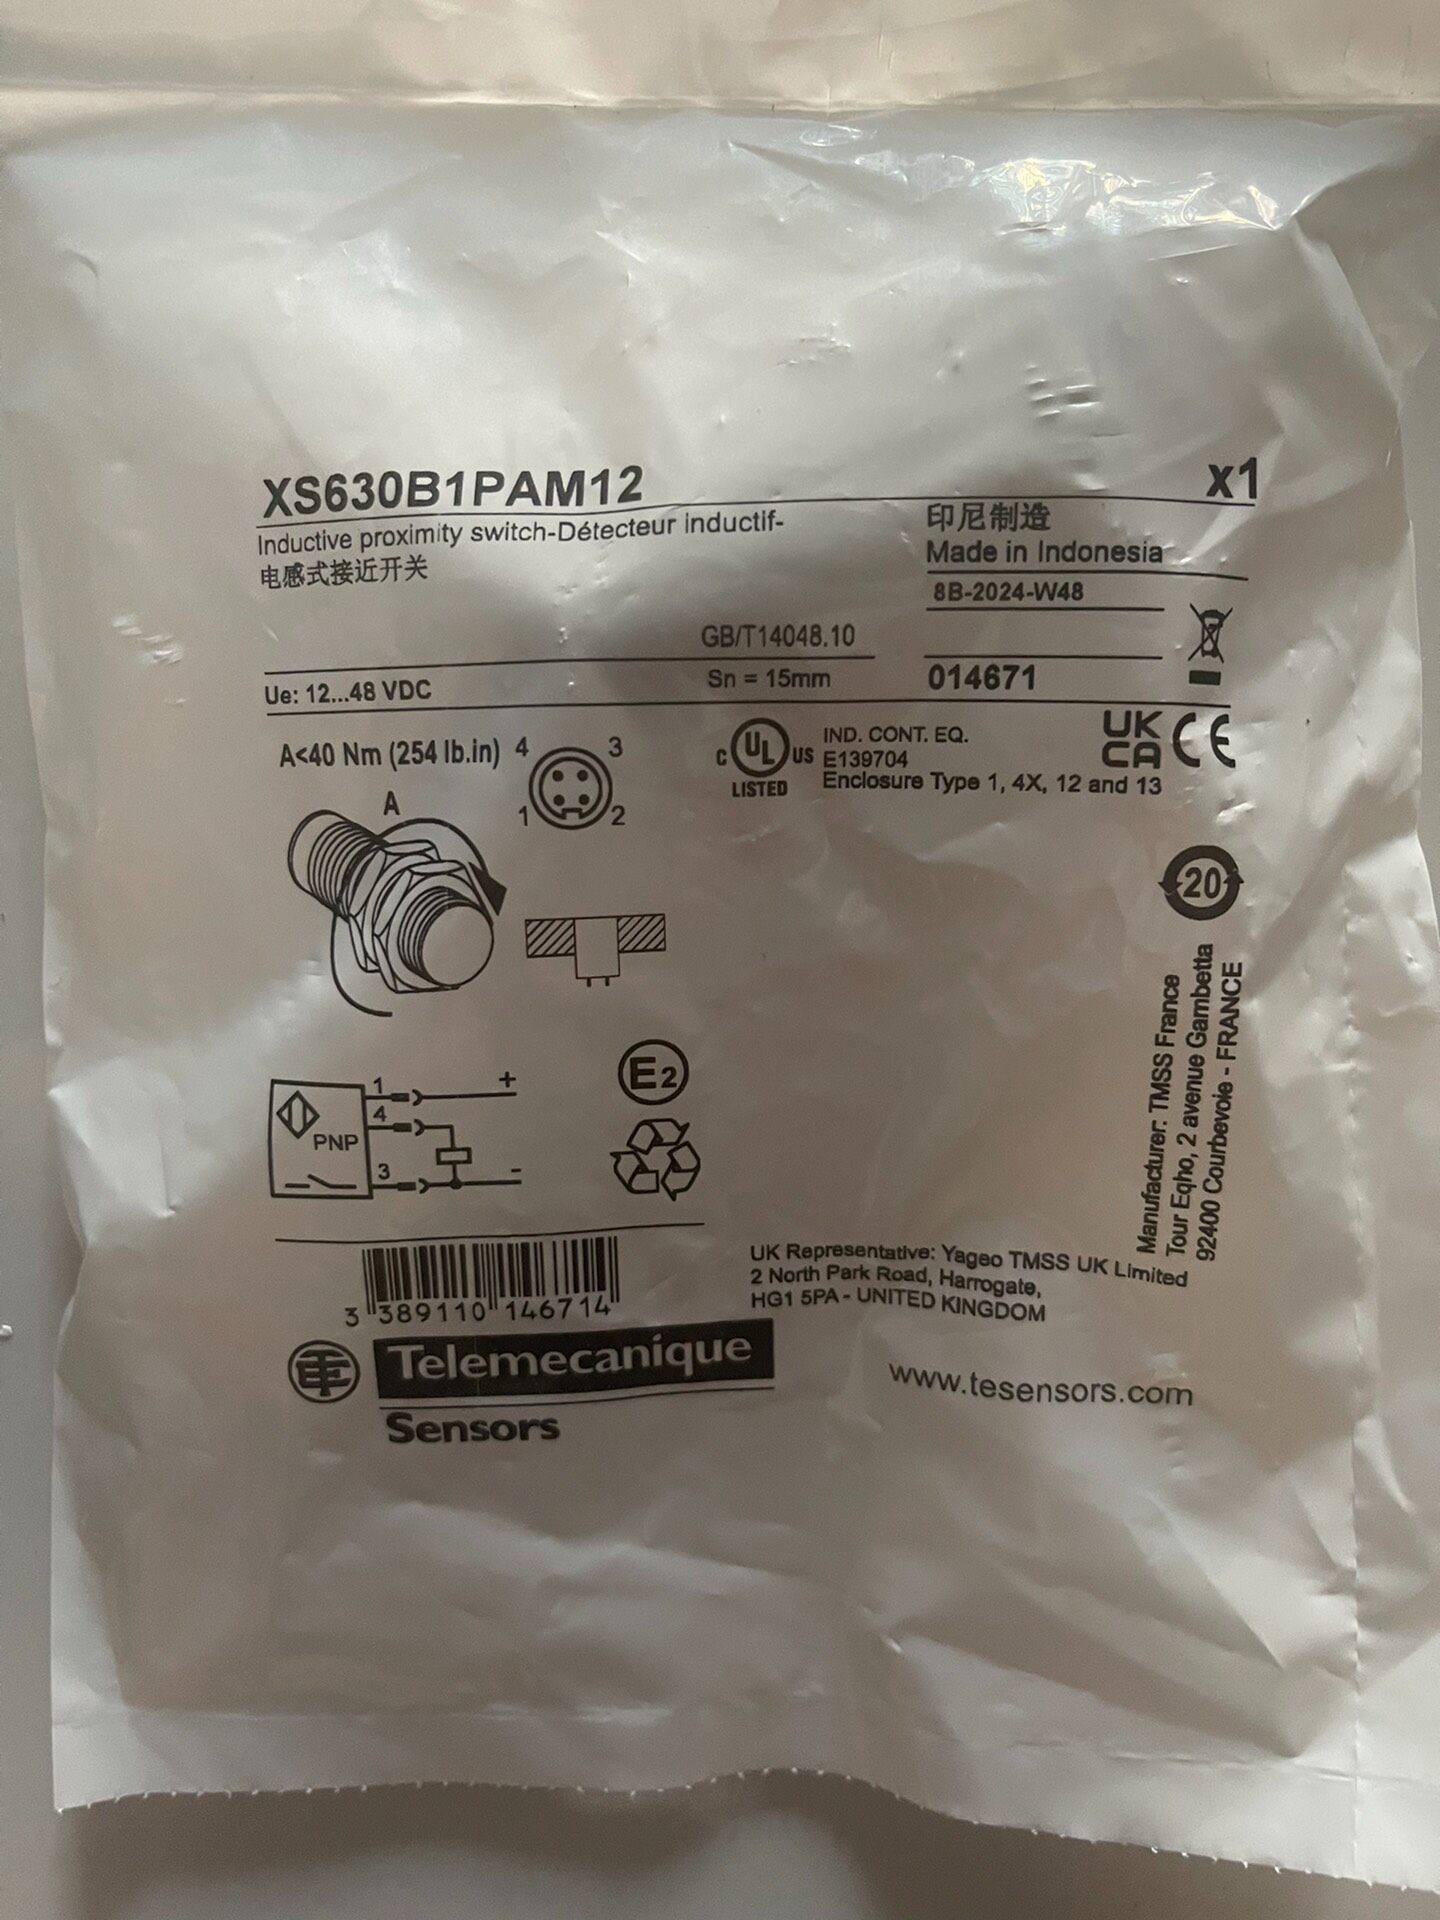 XS630B1PAM12 x1
Inductive proximity switch-Détecteur inductif-
电感式接近开关
印尼制造
Made in Indonesia
8B-2024-W48
GB/T14048.10
Ue: 12...48 VDC
Sn = 15mm
014671
A<40 Nm (254 lb.in)
4 3
1 2
A
C UL US
LISTED
IND. CONT. EQ.
E139704
Enclosure Type 1, 4X, 12 and 13
UK
CA CE
20
Manufacturer: TMSS France
Tour Eqho, 2 avenue Gambetta
92400 Courbevoie - FRANCE
1 +
4
PNP
3 -
E2
3 389110 146714
UK Representative: Yageo TMSS UK Limited
2 North Park Road, Harrogate,
HG1 5PA - UNITED KINGDOM
TE
Telemecanique
Sensors
www.tesensors.com